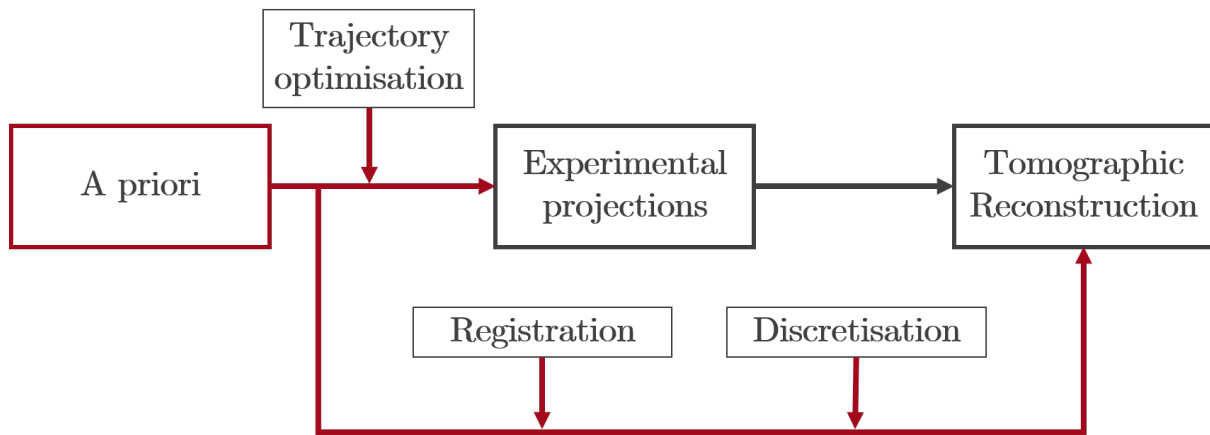 Trajectory
optimisation
A priori
Experimental
projections
Tomographic
Reconstruction
Registration
Discretisation